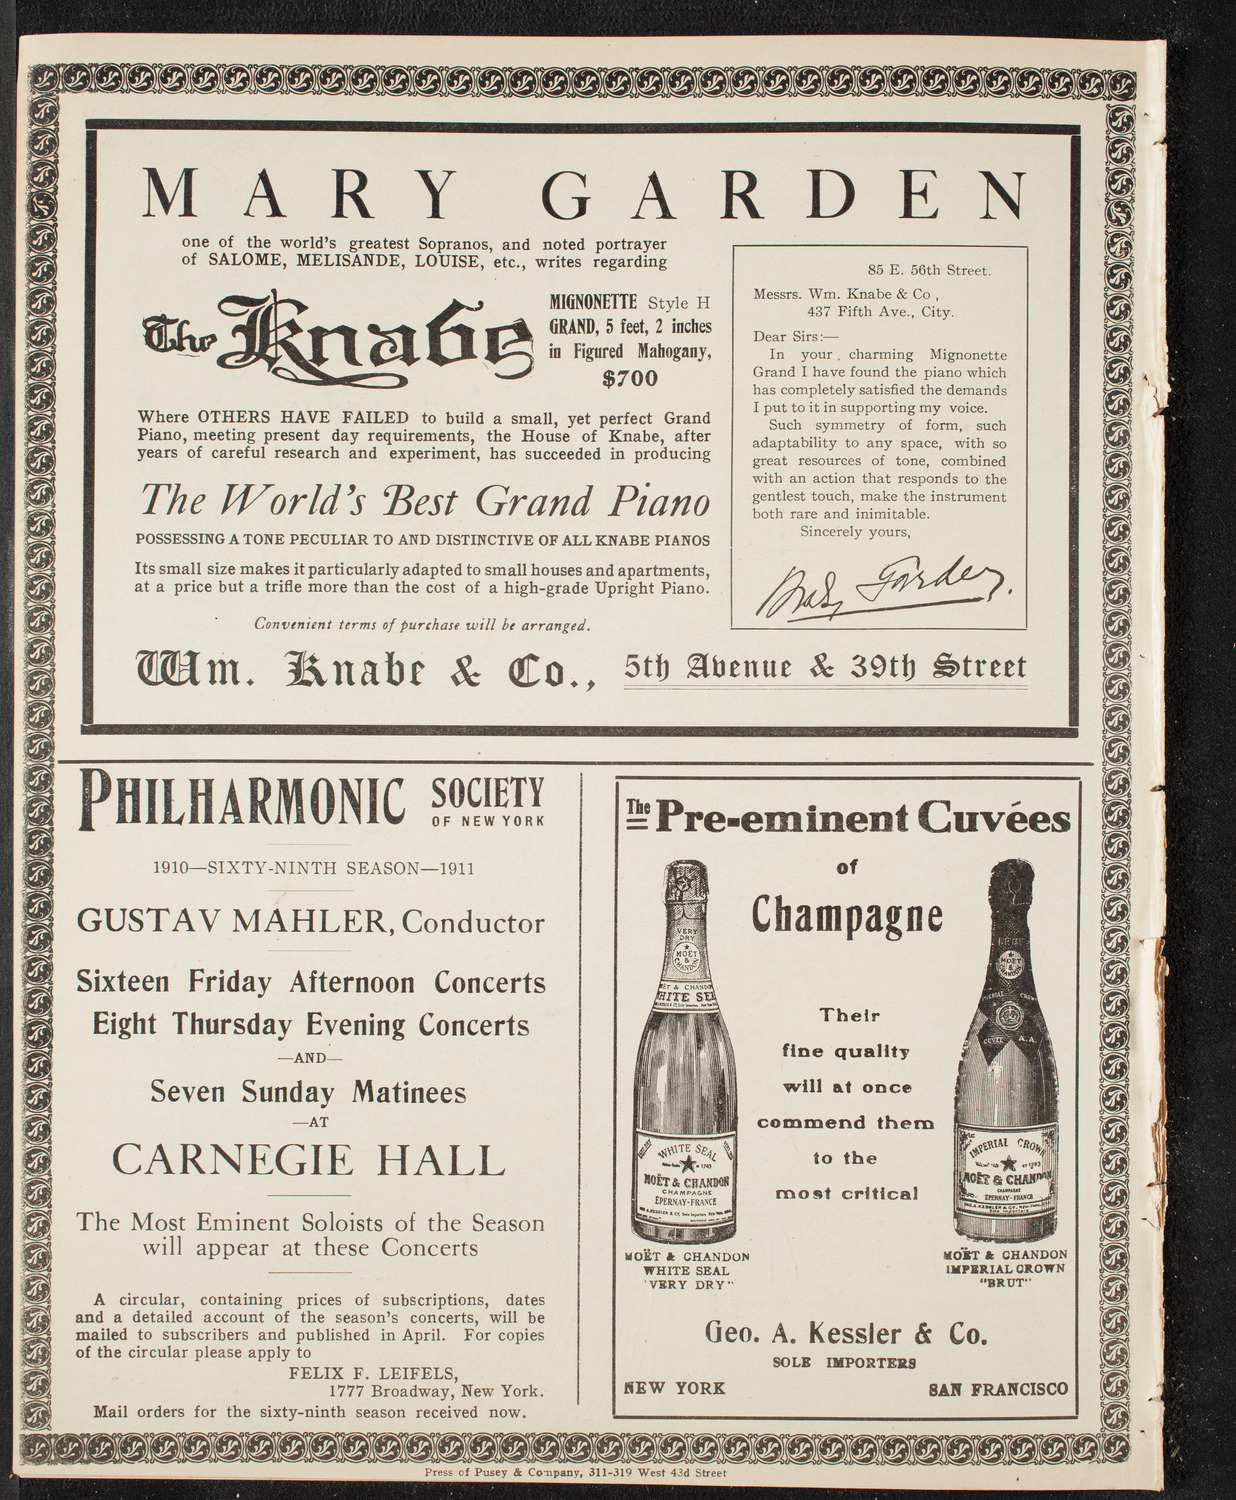 MARY GARDEN
one of the world's greatest Sopranos, and noted portrayer
of SALOME, MELISANDE, LOUISE, etc., writes regarding
The Knabe
MIGNONETTE Style H
GRAND, 5 feet, 2 inches
in Figured Mahogany,
$700
Where OTHERS HAVE FAILED to build a small, yet perfect Grand
Piano, meeting present day requirements, the House of Knabe, after
years of careful research and experiment, has succeeded in producing
The World's Best Grand Piano
POSSESSING A TONE PECULIAR TO AND DISTINCTIVE OF ALL KNABE PIANOS
Its small size makes it particularly adapted to small houses and apartments,
at a price but a trifle more than the cost of a high-grade Upright Piano.
Convenient terms of purchase will be arranged.
85 E. 56th Street.
Messrs. Wm. Knabe & Co ,
437 Fifth Ave., City.
Dear Sirs:—
In your . charming Mignonette
Grand I have found the piano which
has completely satisfied the demands
I put to it in supporting my voice.
Such symmetry of form, such
adaptability to any space, with so
great resources of tone, combined
with an action that responds to the
gentlest touch, make the instrument
both rare and inimitable.
Sincerely yours,
Mary Garden.
Wm. Knabe & Co., 5th Avenue & 39th Street
PHILHARMONIC SOCIETY
OF NEW YORK
1910—SIXTY-NINTH SEASON—1911
GUSTAV MAHLER, Conductor
Sixteen Friday Afternoon Concerts
Eight Thursday Evening Concerts
—AND—
Seven Sunday Matinees
—AT
CARNEGIE HALL
The Most Eminent Soloists of the Season
will appear at these Concerts
A circular, containing prices of subscriptions, dates
and a detailed account of the season's concerts, will be
mailed to subscribers and published in April. For copies
of the circular please apply to
FELIX F. LEIFELS,
1777 Broadway, New York.
Mail orders for the sixty-ninth season received now.
The Pre-eminent Cuvées
of
Champagne
Their
fine quality
will at once
commend them
to the
most critical
VERY
DRY
MOËT
&
CHANDON
MOËT & CHANDON
WHITE SEAL
WHITE SEAL
1743
MOËT & CHANDON
CHAMPAGNE
EPERNAY-FRANCE
MOËT & CHANDON
WHITE SEAL
"VERY DRY"
BRUT
MOËT
&
CUVÉE A.A.
IMPERIAL CROWN
1743
MOËT & CHANDON
CHAMPAGNE
EPERNAY-FRANCE
MOËT & CHANDON
IMPERIAL CROWN
"BRUT"
Geo. A. Kessler & Co.
SOLE IMPORTERS
NEW YORK SAN FRANCISCO
Press of Pusey & Company, 311-319 West 43d Street